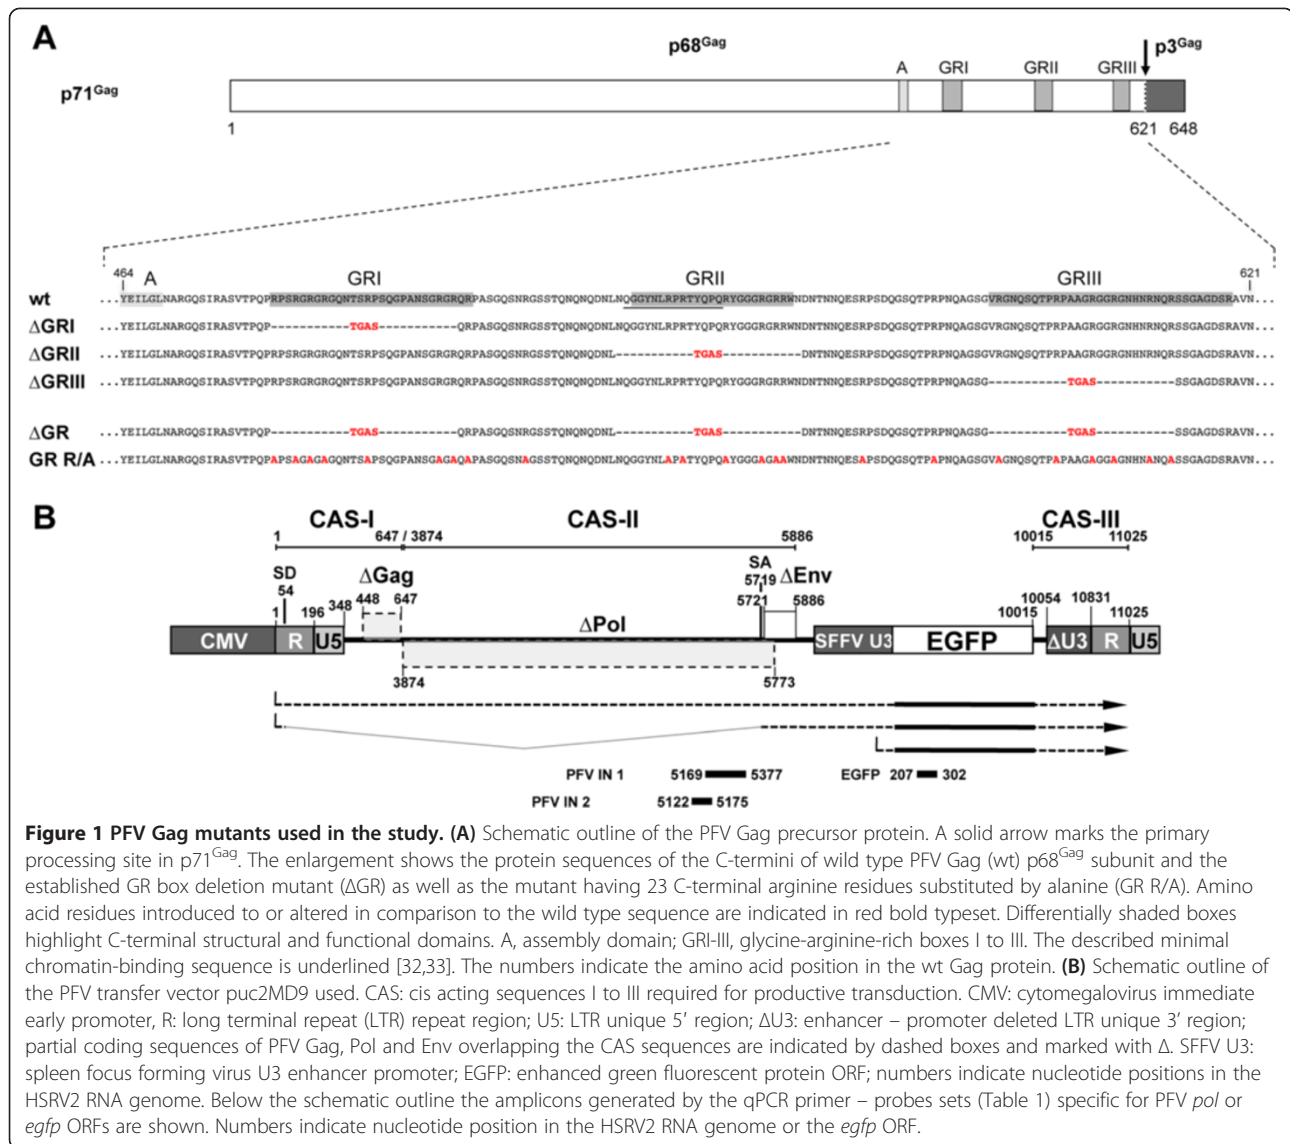 A
p68Gag
p3Gag
p71Gag
A GRI GRII GRIII
1 621 648
464 A GRI GRII GRIII 621
wt ...YEILGLNARGQSIRASVTPQPRPSRGRGRGQNTSRPSQGPANSGRGRQRPASGQSNRGSSTQNQNQDNLNQGGYNLRPRTYQPQRYGGGRGRRWNDNTNNQESRPSDQGSQTPRPNQAGSGVRGNQSQTPRPAAGRGGRGNHNRNQRSSGAGDSRAVN...
ΔGRI ...YEILGLNARGQSIRASVTPQP-----------TGAS------------QRPASGQSNRGSSTQNQNQDNLNQGGYNLRPRTYQPQRYGGGRGRRWNDNTNNQESRPSDQGSQTPRPNQAGSGVRGNQSQTPRPAAGRGGRGNHNRNQRSSGAGDSRAVN...
ΔGRII ...YEILGLNARGQSIRASVTPQPRPSRGRGRGQNTSRPSQGPANSGRGRQRPASGQSNRGSSTQNQNQDNL-----------TGAS-----------DNTNNQESRPSDQGSQTPRPNQAGSGVRGNQSQTPRPAAGRGGRGNHNRNQRSSGAGDSRAVN...
ΔGRIII ...YEILGLNARGQSIRASVTPQPRPSRGRGRGQNTSRPSQGPANSGRGRQRPASGQSNRGSSTQNQNQDNLNQGGYNLRPRTYQPQRYGGGRGRRWNDNTNNQESRPSDQGSQTPRPNQAGSG-----------TGAS-----------SSGAGDSRAVN...
ΔGR ...YEILGLNARGQSIRASVTPQP-----------TGAS------------QRPASGQSNRGSSTQNQNQDNL-----------TGAS-----------DNTNNQESRPSDQGSQTPRPNQAGSG-----------TGAS-----------SSGAGDSRAVN...
GR R/A ...YEILGLNARGQSIRASVTPQPAPSAGAGAGQNTSAPSQGPANSGAGAQAPASGQSNAGSSTQNQNQDNLNQGGYNLAPATYQPQAYGGGAGAAWNDNTNNQESAPSDQGSQTPAPNQAGSGVAGNQSQTPAPAAGAGGAGNHNANQASSGAGDSRAVN...
B
CAS-I CAS-II CAS-III
1 647 / 3874 5886 10015 11025
SD ΔGag SA ΔEnv
54 5719
1 196 348 448 647 5721 5886 10015 10054 10831 11025
CMV R U5 ΔPol SFFV U3 EGFP ΔU3 R U5
3874 5773
PFV IN 1 5169 5377 EGFP 207 302
PFV IN 2 5122 5175
Figure 1 PFV Gag mutants used in the study. (A) Schematic outline of the PFV Gag precursor protein. A solid arrow marks the primary
processing site in p71Gag. The enlargement shows the protein sequences of the C-termini of wild type PFV Gag (wt) p68Gag subunit and the
established GR box deletion mutant (ΔGR) as well as the mutant having 23 C-terminal arginine residues substituted by alanine (GR R/A). Amino
acid residues introduced to or altered in comparison to the wild type sequence are indicated in red bold typeset. Differentially shaded boxes
highlight C-terminal structural and functional domains. A, assembly domain; GRI-III, glycine-arginine-rich boxes I to III. The described minimal
chromatin-binding sequence is underlined [32,33]. The numbers indicate the amino acid position in the wt Gag protein. (B) Schematic outline of
the PFV transfer vector puc2MD9 used. CAS: cis acting sequences I to III required for productive transduction. CMV: cytomegalovirus immediate
early promoter, R: long terminal repeat (LTR) repeat region; U5: LTR unique 5′ region; ΔU3: enhancer – promoter deleted LTR unique 3′ region;
partial coding sequences of PFV Gag, Pol and Env overlapping the CAS sequences are indicated by dashed boxes and marked with Δ. SFFV U3:
spleen focus forming virus U3 enhancer promoter; EGFP: enhanced green fluorescent protein ORF; numbers indicate nucleotide positions in the
HSRV2 RNA genome. Below the schematic outline the amplicons generated by the qPCR primer – probes sets (Table 1) specific for PFV pol or
egfp ORFs are shown. Numbers indicate nucleotide position in the HSRV2 RNA genome or the egfp ORF.